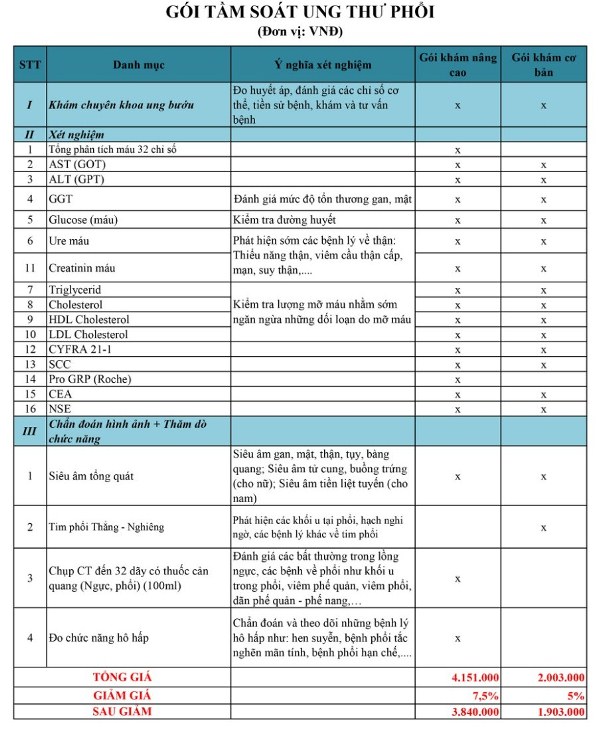 GÓI TẦM SOÁT UNG THƯ PHỔI
(Đơn vị: VNĐ)
STT Danh mục Ý nghĩa xét nghiệm Gói khám nâng cao Gói khám cơ bản
I Khám chuyên khoa ung bướu Đo huyết áp, đánh giá các chỉ số cơ thể, tiền sử bệnh, khám và tư vấn bệnh x x
II Xét nghiệm
1 Tổng phân tích máu 32 chỉ số x
2 AST (GOT) x x
3 ALT (GPT) x x
4 GGT Đánh giá mức độ tổn thương gan, mật x x
5 Glucose (máu) Kiểm tra đường huyết x x
6 Ure máu Phát hiện sớm các bệnh lý về thận: Thiểu năng thận, viêm cầu thận cấp, mạn, suy thận,.... x x
11 Creatinin máu x x
7 Triglycerid x x
8 Cholesterol Kiểm tra lượng mỡ máu nhằm sớm ngăn ngừa những dối loạn do mỡ máu x x
9 HDL Cholesterol x x
10 LDL Cholesterol x x
12 CYFRA 21-1 x x
13 SCC x x
14 Pro GRP (Roche) x
15 CEA x x
16 NSE x x
III Chẩn đoán hình ảnh + Thăm dò chức năng
1 Siêu âm tổng quát Siêu âm gan, mật, thận, tụy, bàng quang; Siêu âm tử cung, buồng trứng (cho nữ); Siêu âm tiền liệt tuyến (cho nam) x x
2 Tim phổi Thẳng - Nghiêng Phát hiện các khối u tại phổi, hạch nghi ngờ, các bệnh lý khác về tim phổi x
3 Chụp CT đến 32 dãy có thuốc cản quang (Ngực, phổi) (100ml) Đánh giá các bất thường trong lồng ngực, các bệnh về phổi như khối u trong phổi, viêm phế quản, viêm phổi, dãn phế quản - phế nang,… x
4 Đo chức năng hô hấp Chẩn đoán và theo dõi những bệnh lý hô hấp như: hen suyễn, bệnh phổi tắc nghẽn mãn tính, bệnh phổi hạn chế,.... x
TỔNG GIÁ 4.151.000 2.003.000
GIẢM GIÁ 7,5% 5%
SAU GIẢM 3.840.000 1.903.000